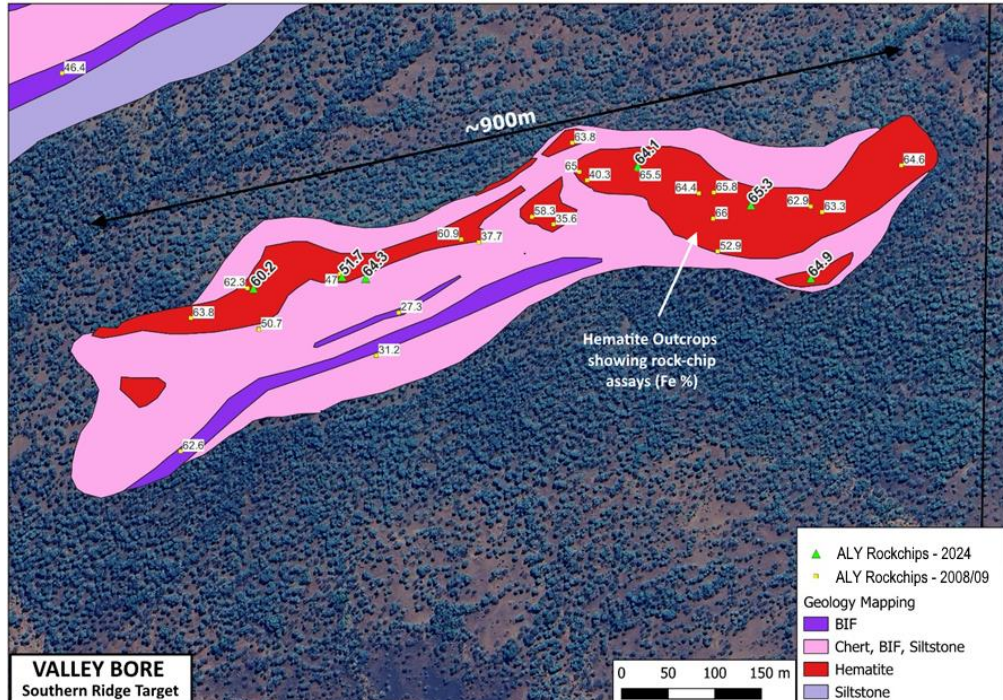 46.4
~900m
63.8
64.1
65
65.5
40.3
64.4
65.8
65.3
62.9
63.3
64.6
66
52.9
58.3
35.6
60.9
37.7
64.9
51.7
64.3
47
62.3
60.2
63.8
50.7
27.3
31.2
62.6
Hematite Outcrops
showing rock-chip
assays (Fe %)
ALY Rockchips - 2024
ALY Rockchips - 2008/09
Geology Mapping
BIF
Chert, BIF, Siltstone
Hematite
Siltstone
0 50 100 150 m
VALLEY BORE
Southern Ridge Target